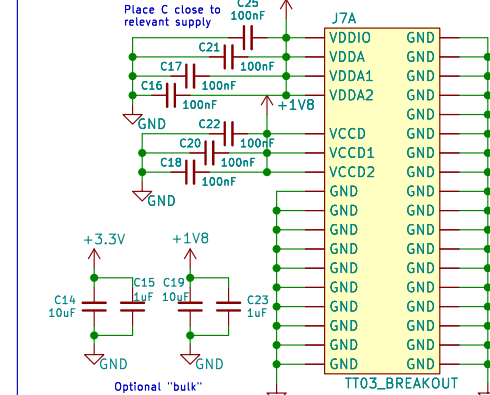 Place C close to
relevant supply
C25
100nF
J7A
C21
100nF
C17
100nF
C16
100nF
GND
+1V8
C22
100nF
C20
100nF
C18
100nF
GND
VDDIO GND
VDDA GND
VDDA1 GND
VDDA2 GND
GND
VCCD GND
VCCD1 GND
VCCD2 GND
GND GND
GND GND
GND GND
GND GND
GND GND
GND GND
GND GND
GND GND
GND GND
GND GND
TT03_BREAKOUT
+3.3V
+1V8
C14
10uF
C15
1uF
C19
10uF
C23
1uF
GND
GND
Optional "bulk"